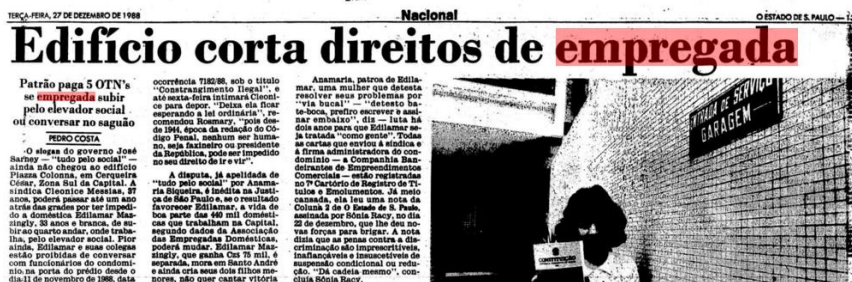 TERÇA-FEIRA, 27 DE DEZEMBRO DE 1988
Nacional
O ESTADO DE S. PAULO —
Edifício corta direitos de empregada
Patrão paga 5 OTN's
se empregada subir
pelo elevador social
ou conversar no saguão
PEDRO COSTA
O slogan do governo José
Sarney — "tudo pelo social" —
ainda não chegou ao edifício
Piazza Colonna, em Cerqueira
César, Zona Sul da Capital. A
síndica Cleonice Messias, 27
anos, poderá passar até um ano
atrás das grades por ter impedi-
do a doméstica Edilamar Maz-
zingly, 33 anos e branca, de su-
bir ao quarto andar, onde traba-
lha, pelo elevador social. Pior
ainda, Edilamar e suas colegas
estão proibidas de conversar
com funcionários do condomí-
nio na porta do prédio desde o
dia 11 de novembro de 1988, data
ocorrência 7182/88, sob o título
"Constrangimento Ilegal", e
até sexta-feira intimará Cleoni-
ce para depor. "Deixa ela ficar
esperando a lei ordinária", re-
comendou Rosmary, "pois des-
de 1944, época da redação do Có-
digo Penal, nenhum ser huma-
no, seja faxineiro ou presidente
da República, pode ser impedido
no seu direito de ir e vir".
A disputa, já apelidada de
"tudo pelo social" por Anama-
ria Siqueira, é inédita na Justi-
ça de São Paulo e, se o resultado
favorecer Edilamar, a vida de
boa parte das 440 mil domésti-
cas que trabalham na Capital,
segundo dados da Associação
das Empregadas Domésticas,
poderá mudar. Edilamar Maz-
zingly, que ganha Czs 75 mil, é
separada, mora em Santo André
e ainda cria seus dois filhos me-
nores, não quer cantar vitória
Anamaria, patroa de Edila-
mar, uma mulher que detesta
resolver seus problemas por
"via bucal" — "detesto ba-
te-boca, prefiro escrever e assi-
nar embaixo", diz — luta há
dois anos para que Edilamar se-
ja tratada "como gente". Todas
as cartas que enviou à síndica e
à firma administradora do con-
domínio — a Companhia Ban-
deirantes de Empreendimentos
Comerciais — estão registradas
no 7º Cartório de Registro de Tí-
tulos e Emolumentos. Já meio
cansada, ela leu uma nota da
Coluna 2 de O Estado de S. Paulo,
assinada por Sônia Racy, no dia
22 de dezembro, que lhe deu no-
vas forças para brigar. A nota
dizia que as penas contra a dis-
criminação são imprescritíveis,
inafiançáveis e insuscetíveis de
suspensão condicional ou redu-
ção. "Dá cadeia mesmo", con-
cluía Sônia Racy.
ENTRADA DE SERVIÇO
GARAGEM
CONSTITUIÇÃO